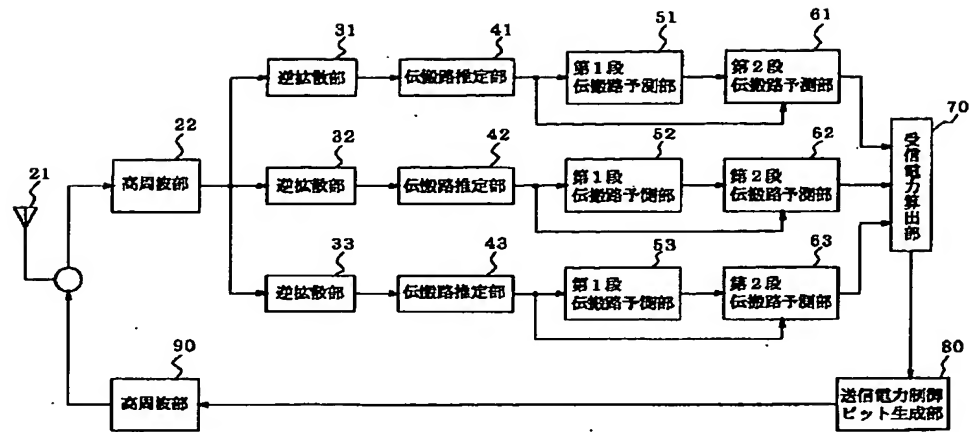 31
41
51
61
逆拡散部
伝搬路推定部
第1段
伝搬路予測部
第2段
伝搬路予測部
70
22
32
42
52
62
21
高周波部
逆拡散部
伝搬路推定部
第1段
伝搬路予測部
第2段
伝搬路予測部
受信電力算出部
33
43
53
63
逆拡散部
伝搬路推定部
第1段
伝搬路予測部
第2段
伝搬路予測部
90
80
高周波部
送信電力制御
ビット生成部